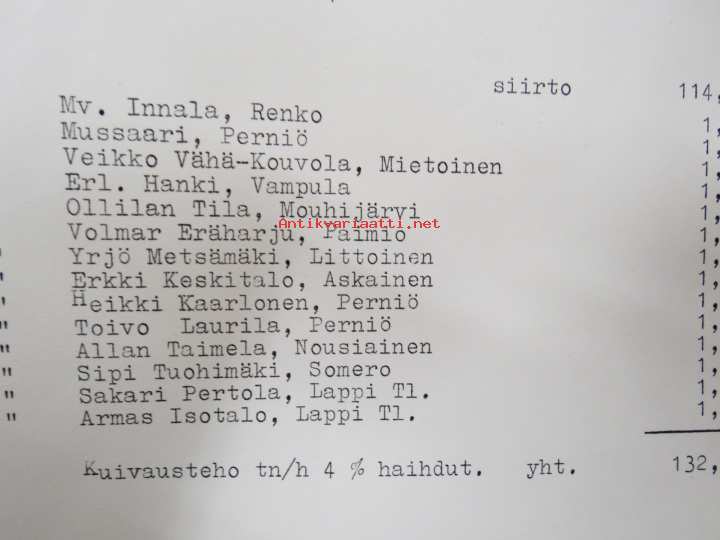 siirto 114,
Mv. Innala, Renko 1,
Mussaari, Perniö 1,
Veikko Vähä-Kouvola, Mietoinen 1,
Erl. Hanki, Vampula 1,
Ollilan Tila, Mouhijärvi 1,
Antikvariaatti.net
Volmar Eräharju, Paimio 1,
" Yrjö Metsämäki, Littoinen 1,
" Erkki Keskitalo, Askainen 1,
" Heikki Kaarlonen, Perniö 1,
" Toivo Laurila, Perniö 1,
" Allan Taimela, Nousiainen 1,
" Sipi Tuohimäki, Somero 1,
" Sakari Pertola, Lappi Tl. 1,
" Armas Isotalo, Lappi Tl. 1,
Kuivausteho tn/h 4 % haihdut. yht. 132,